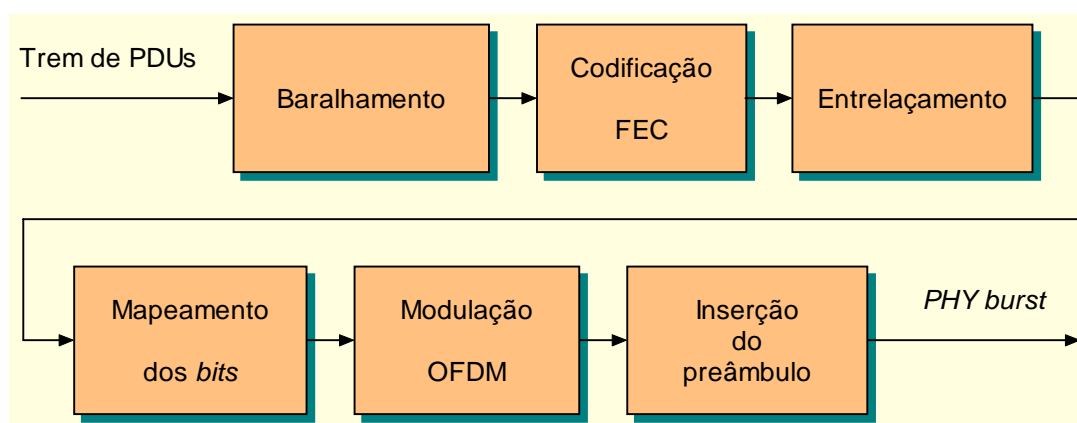 Trem de PDUs
Baralhamento
Codificação
FEC
Entrelaçamento
Mapeamento
dos bits
Modulação
OFDM
Inserção
do
preâmbulo
PHY burst